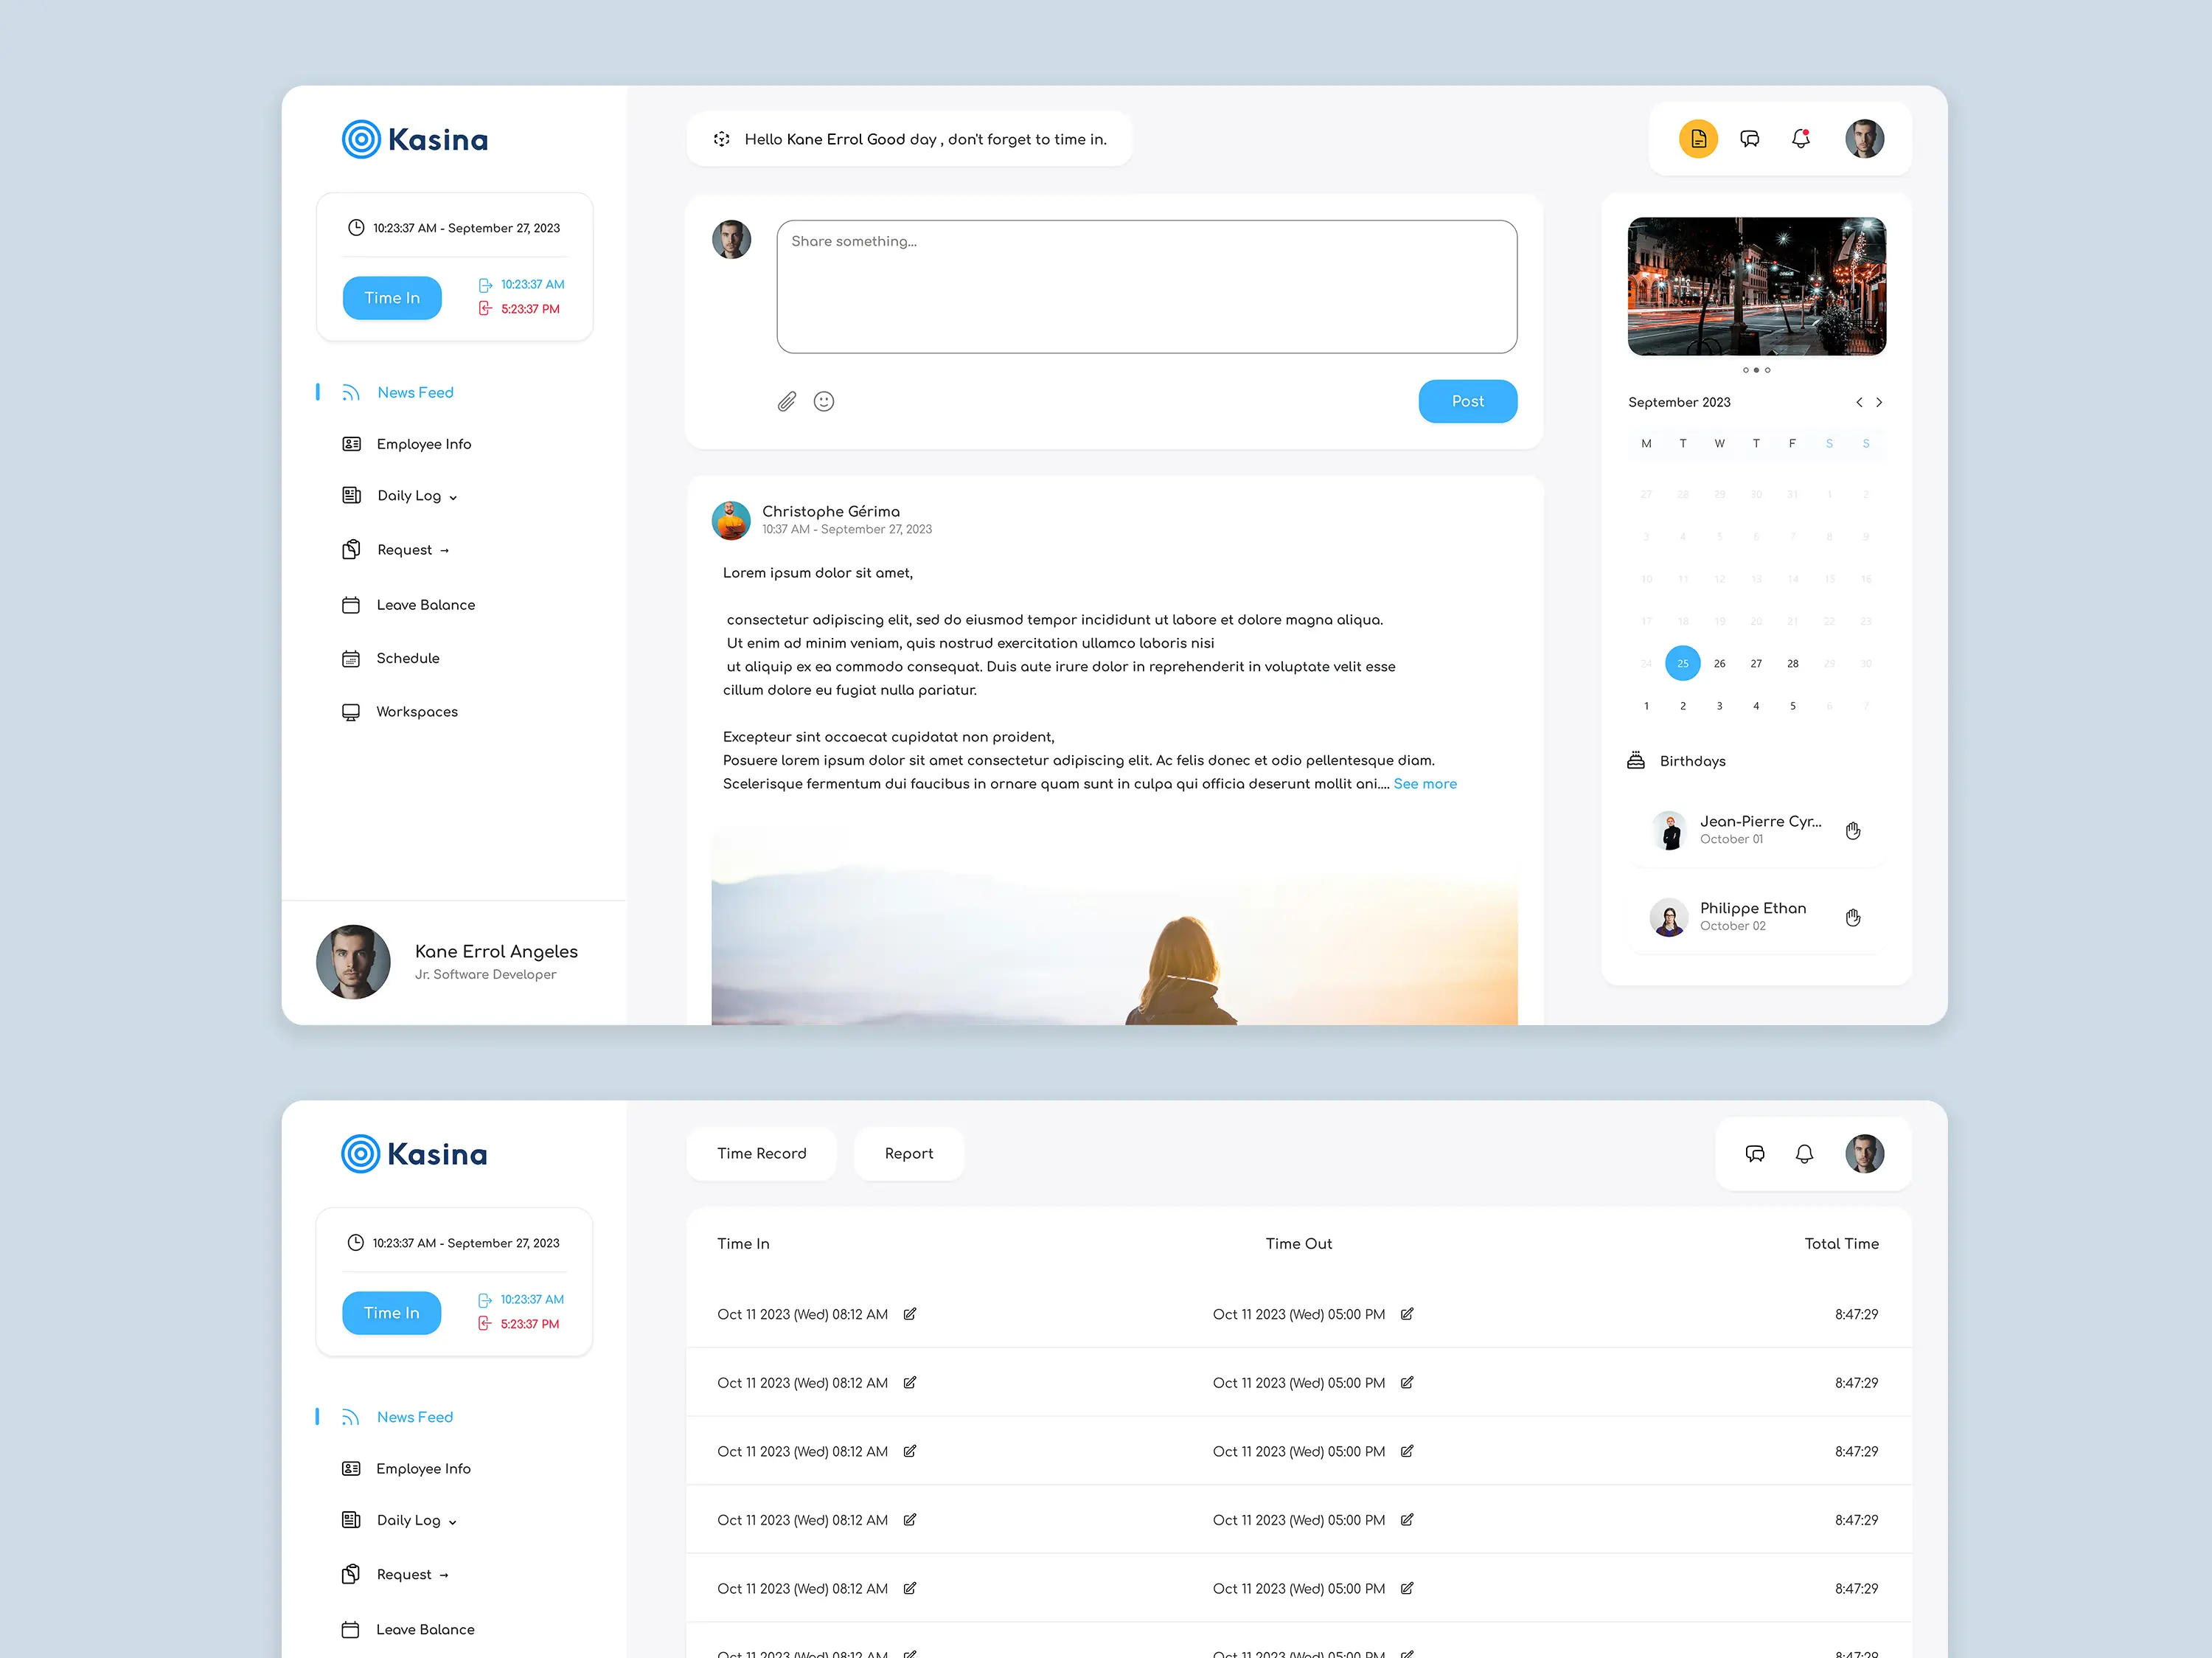 Kasina
10:23:37 AM - September 27, 2023
Time In
10:23:37 AM
5:23:37 PM
News Feed
Employee Info
Daily Log
Request →
Leave Balance
Schedule
Workspaces
Kane Errol Angeles
Jr. Software Developer
Hello Kane Errol Good day , don't forget to time in.
Share something...
Post
Christophe Gérima
10:37 AM - September 27, 2023
Lorem ipsum dolor sit amet,
consectetur adipiscing elit, sed do eiusmod tempor incididunt ut labore et dolore magna aliqua.
Ut enim ad minim veniam, quis nostrud exercitation ullamco laboris nisi
ut aliquip ex ea commodo consequat. Duis aute irure dolor in reprehenderit in voluptate velit esse
cillum dolore eu fugiat nulla pariatur.
Excepteur sint occaecat cupidatat non proident,
Posuere lorem ipsum dolor sit amet consectetur adipiscing elit. Ac felis donec et odio pellentesque diam.
Scelerisque fermentum dui faucibus in ornare quam sunt in culpa qui officia deserunt mollit ani.... See more
September 2023
M T W T F S S
27 28 29 30 31 1 2
3 4 5 6 7 8 9
10 11 12 13 14 15 16
17 18 19 20 21 22 23
24 25 26 27 28 29 30
1 2 3 4 5 6 7
Birthdays
Jean-Pierre Cyr...
October 01
Philippe Ethan
October 02
Kasina
10:23:37 AM - September 27, 2023
Time In
10:23:37 AM
5:23:37 PM
News Feed
Employee Info
Daily Log
Request →
Leave Balance
Time Record
Report
Time In Time Out Total Time
Oct 11 2023 (Wed) 08:12 AM Oct 11 2023 (Wed) 05:00 PM 8:47:29
Oct 11 2023 (Wed) 08:12 AM Oct 11 2023 (Wed) 05:00 PM 8:47:29
Oct 11 2023 (Wed) 08:12 AM Oct 11 2023 (Wed) 05:00 PM 8:47:29
Oct 11 2023 (Wed) 08:12 AM Oct 11 2023 (Wed) 05:00 PM 8:47:29
Oct 11 2023 (Wed) 08:12 AM Oct 11 2023 (Wed) 05:00 PM 8:47:29
Oct 11 2023 (Wed) 08:12 AM Oct 11 2023 (Wed) 05:00 PM 8:47:29